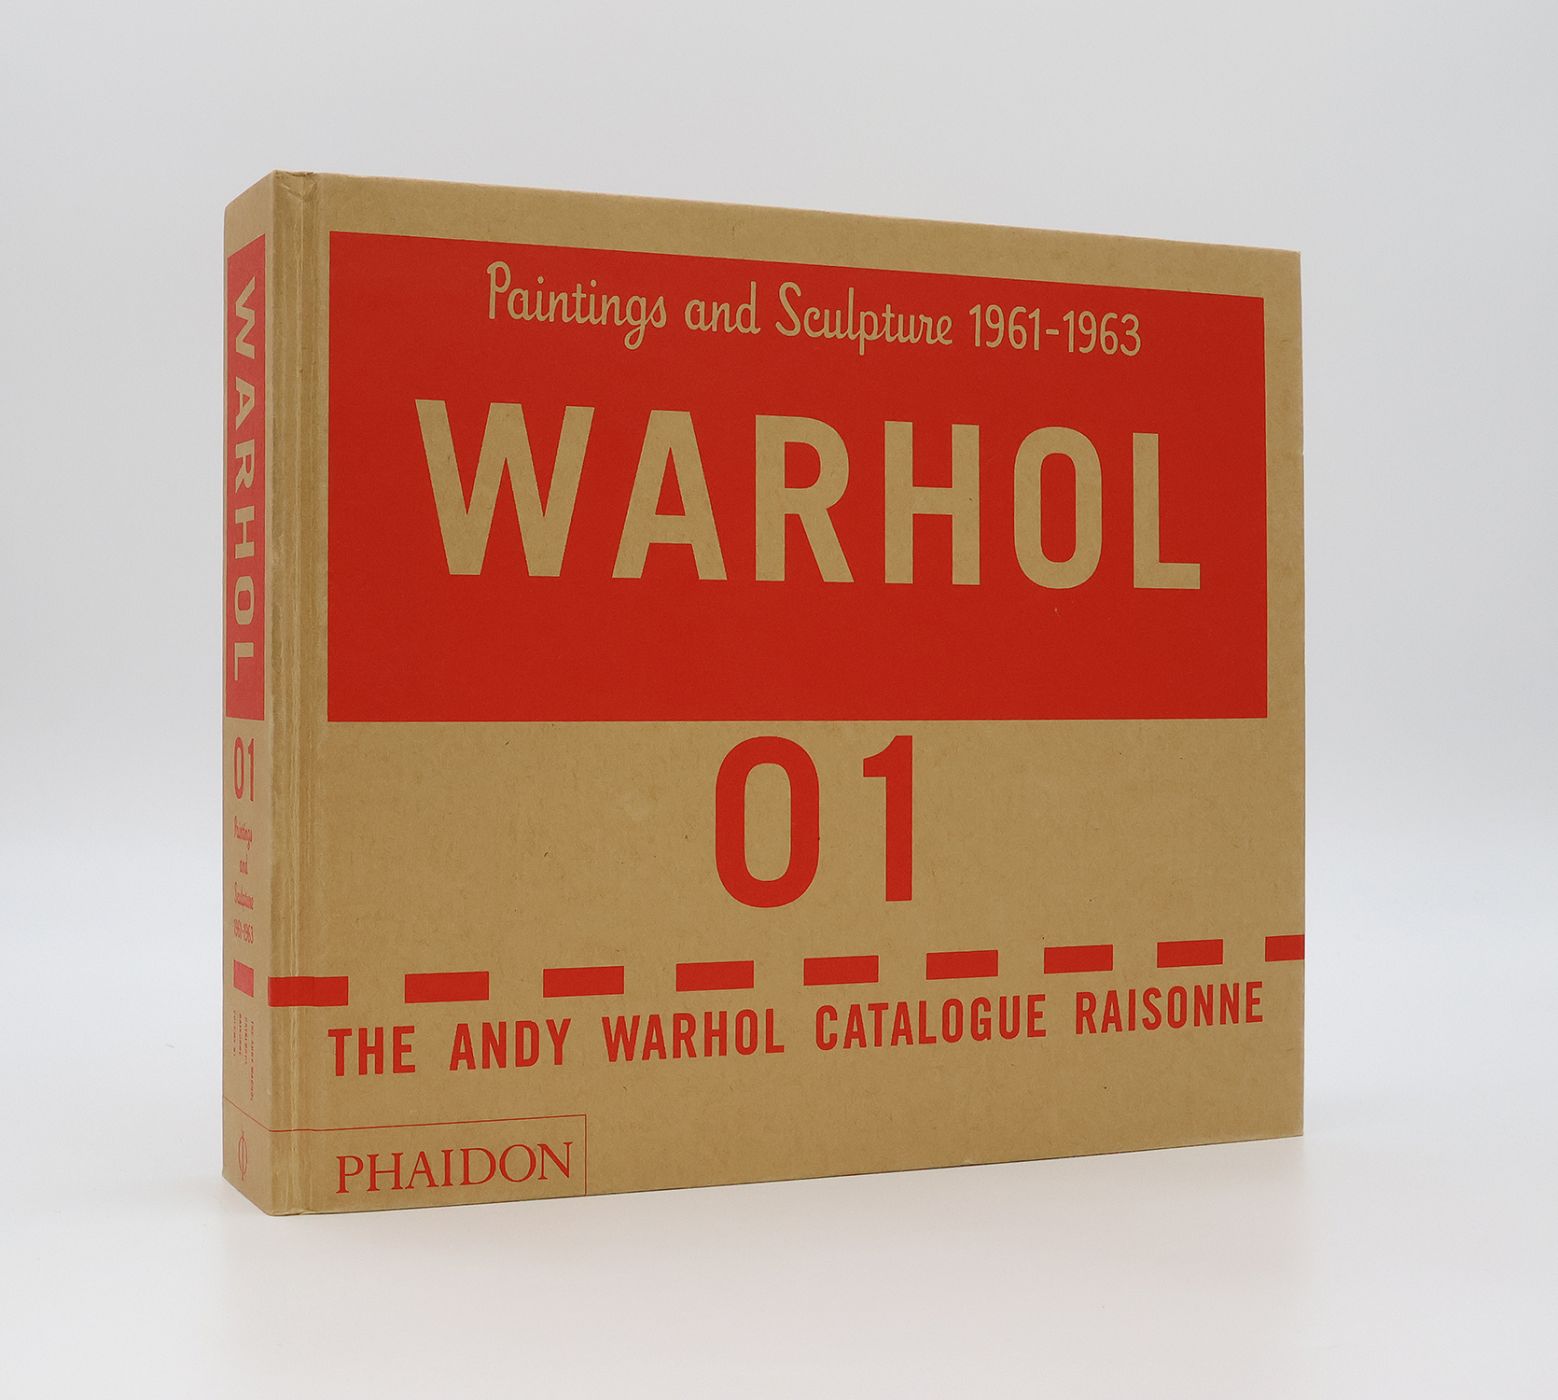 Paintings and Sculpture 1961-1963
WARHOL
01
THE ANDY WARHOL CATALOGUE RAISONNE
PHAIDON
WARHOL
01
Paintings
and
Sculpture
1961-1963